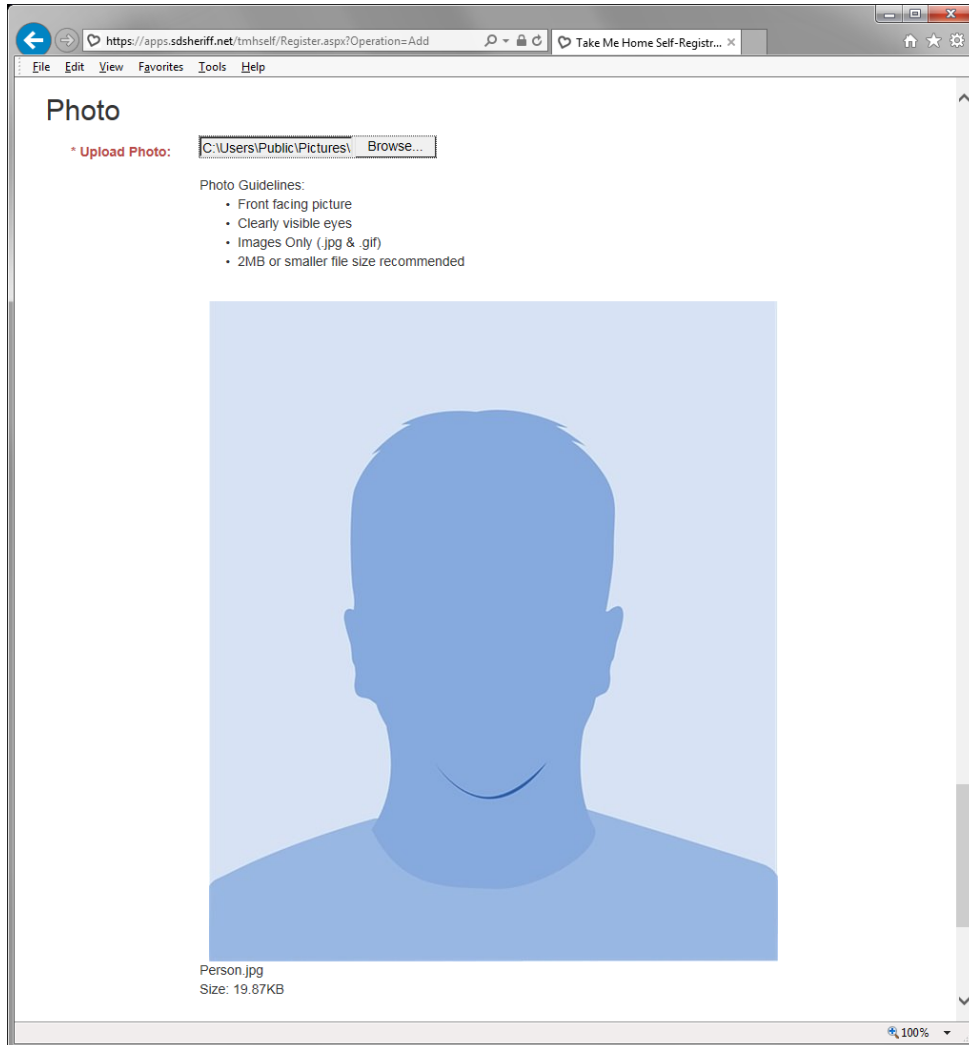 https://apps.sdsheriff.net/tmhself/Register.aspx?Operation=Add
Take Me Home Self-Registr...
File Edit View Favorites Tools Help
Photo
* Upload Photo: C:\Users\Public\Pictures\ Browse...
Photo Guidelines:
• Front facing picture
• Clearly visible eyes
• Images Only (.jpg & .gif)
• 2MB or smaller file size recommended
Person.jpg
Size: 19.87KB
100%